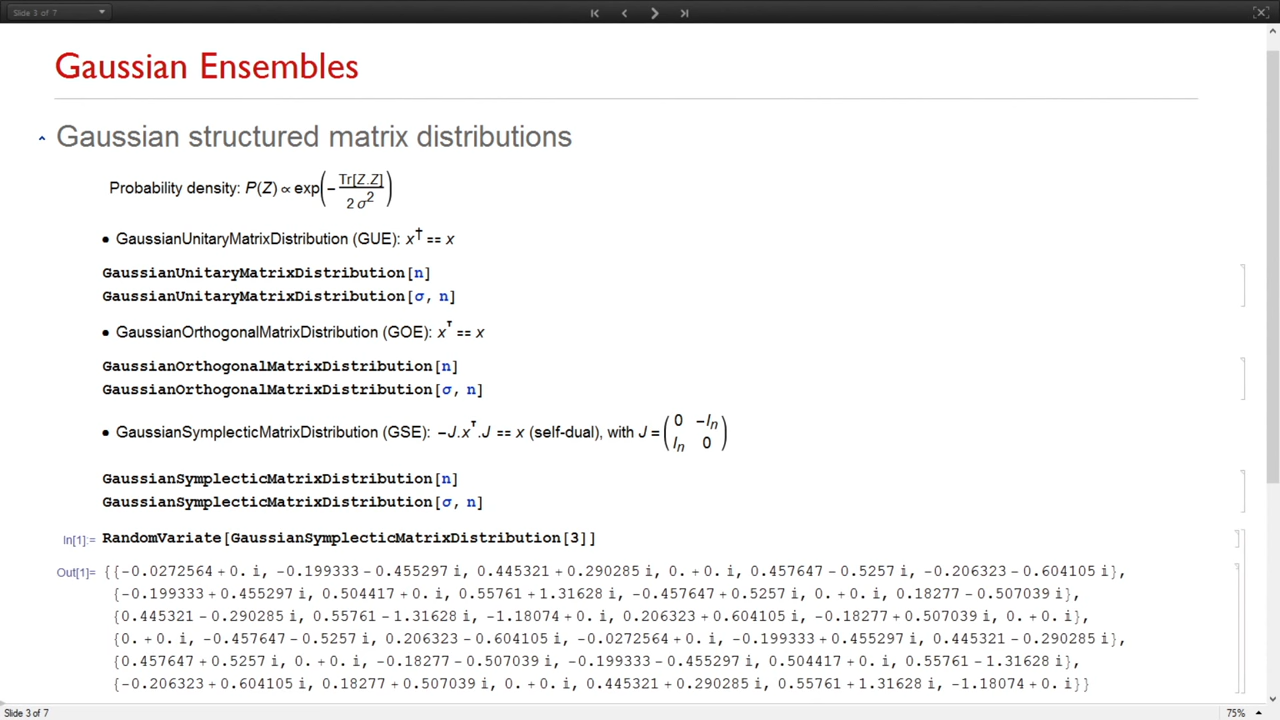 Slide 3 of 7
Gaussian Ensembles
Gaussian structured matrix distributions
Probability density: P(Z) ∝ exp(-Tr[Z.Z]/(2 σ²))
• GaussianUnitaryMatrixDistribution (GUE): x† == x
GaussianUnitaryMatrixDistribution[n]
GaussianUnitaryMatrixDistribution[σ, n]
• GaussianOrthogonalMatrixDistribution (GOE): xᵀ == x
GaussianOrthogonalMatrixDistribution[n]
GaussianOrthogonalMatrixDistribution[σ, n]
• GaussianSymplecticMatrixDistribution (GSE): -J.xᵀ.J == x (self-dual), with J = (0 -Iₙ
Iₙ 0)
GaussianSymplecticMatrixDistribution[n]
GaussianSymplecticMatrixDistribution[σ, n]
In[1]:= RandomVariate[GaussianSymplecticMatrixDistribution[3]]
Out[1]= {{-0.0272564 + 0. i, -0.199333 - 0.455297 i, 0.445321 + 0.290285 i, 0. + 0. i, 0.457647 - 0.5257 i, -0.206323 - 0.604105 i},
{-0.199333 + 0.455297 i, 0.504417 + 0. i, 0.55761 + 1.31628 i, -0.457647 + 0.5257 i, 0. + 0. i, 0.18277 - 0.507039 i},
{0.445321 - 0.290285 i, 0.55761 - 1.31628 i, -1.18074 + 0. i, 0.206323 + 0.604105 i, -0.18277 + 0.507039 i, 0. + 0. i},
{0. + 0. i, -0.457647 - 0.5257 i, 0.206323 - 0.604105 i, -0.0272564 + 0. i, -0.199333 + 0.455297 i, 0.445321 - 0.290285 i},
{0.457647 + 0.5257 i, 0. + 0. i, -0.18277 - 0.507039 i, -0.199333 - 0.455297 i, 0.504417 + 0. i, 0.55761 - 1.31628 i},
{-0.206323 + 0.604105 i, 0.18277 + 0.507039 i, 0. + 0. i, 0.445321 + 0.290285 i, 0.55761 + 1.31628 i, -1.18074 + 0. i}}
Slide 3 of 7 75%